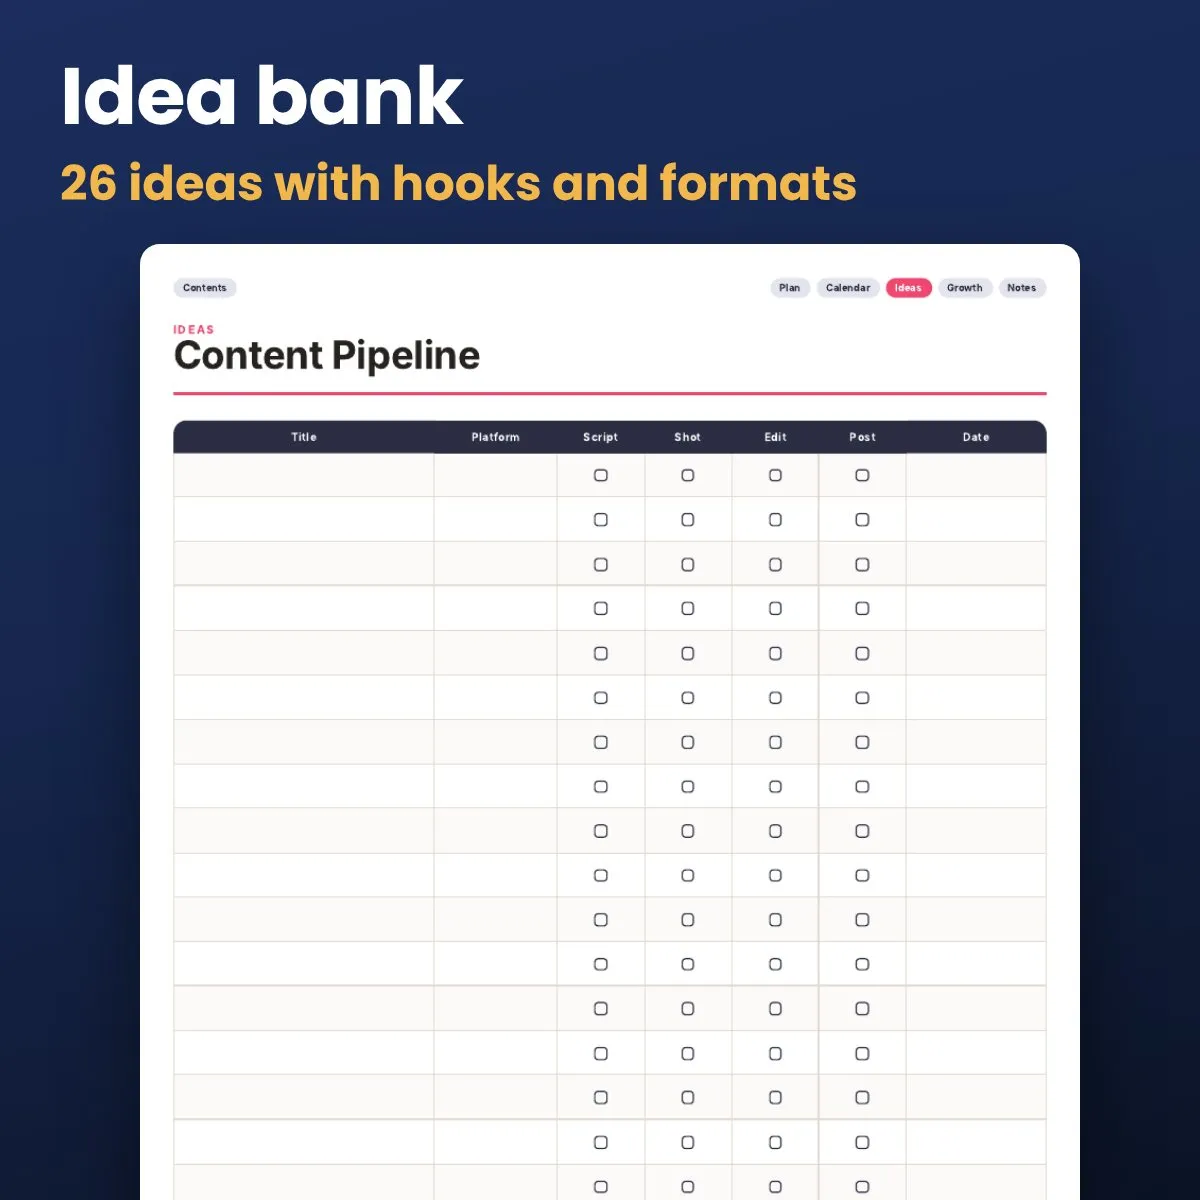 Idea bank
26 ideas with hooks and formats
Contents Plan Calendar Ideas Growth Notes
IDEAS
Content Pipeline
Title Platform Script Shot Edit Post Date